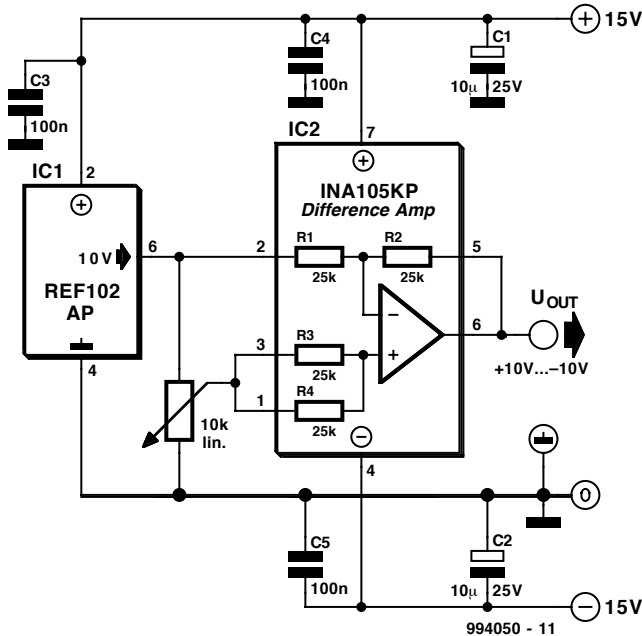 C3
100n
C4
100n
C1
10µ 25V
15V
IC1
2
10V
6
REF102
AP
4
IC2
7
INA105KP
Difference Amp
2
R1
25k
R2
25k
5
3
R3
25k
1
R4
25k
6
4
10k
lin.
UOUT
+10V...–10V
0
C5
100n
C2
10µ 25V
15V
994050 - 11